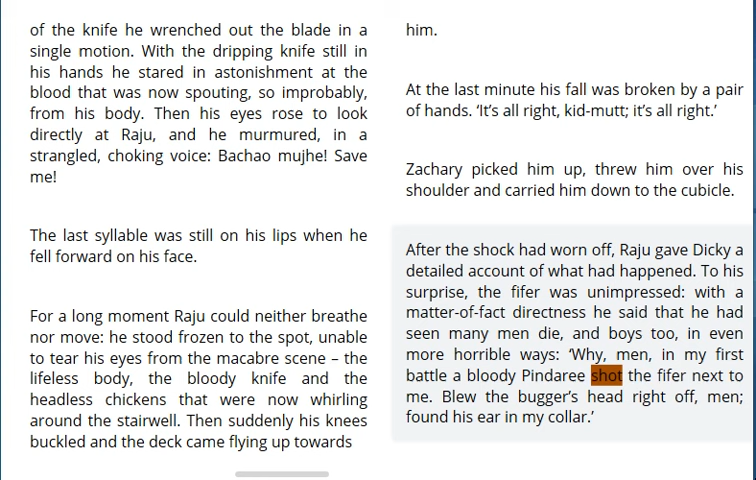 of the knife he wrenched out the blade in a
single motion. With the dripping knife still in
his hands he stared in astonishment at the
blood that was now spouting, so improbably,
from his body. Then his eyes rose to look
directly at Raju, and he murmured, in a
strangled, choking voice: Bachao mujhe! Save
me!
The last syllable was still on his lips when he
fell forward on his face.
For a long moment Raju could neither breathe
nor move: he stood frozen to the spot, unable
to tear his eyes from the macabre scene – the
lifeless body, the bloody knife and the
headless chickens that were now whirling
around the stairwell. Then suddenly his knees
buckled and the deck came flying up towards
him.
At the last minute his fall was broken by a pair
of hands. ‘It’s all right, kid-mutt; it’s all right.’
Zachary picked him up, threw him over his
shoulder and carried him down to the cubicle.
After the shock had worn off, Raju gave Dicky a
detailed account of what had happened. To his
surprise, the fifer was unimpressed: with a
matter-of-fact directness he said that he had
seen many men die, and boys too, in even
more horrible ways: ‘Why, men, in my first
battle a bloody Pindaree shot the fifer next to
me. Blew the bugger’s head right off, men;
found his ear in my collar.’